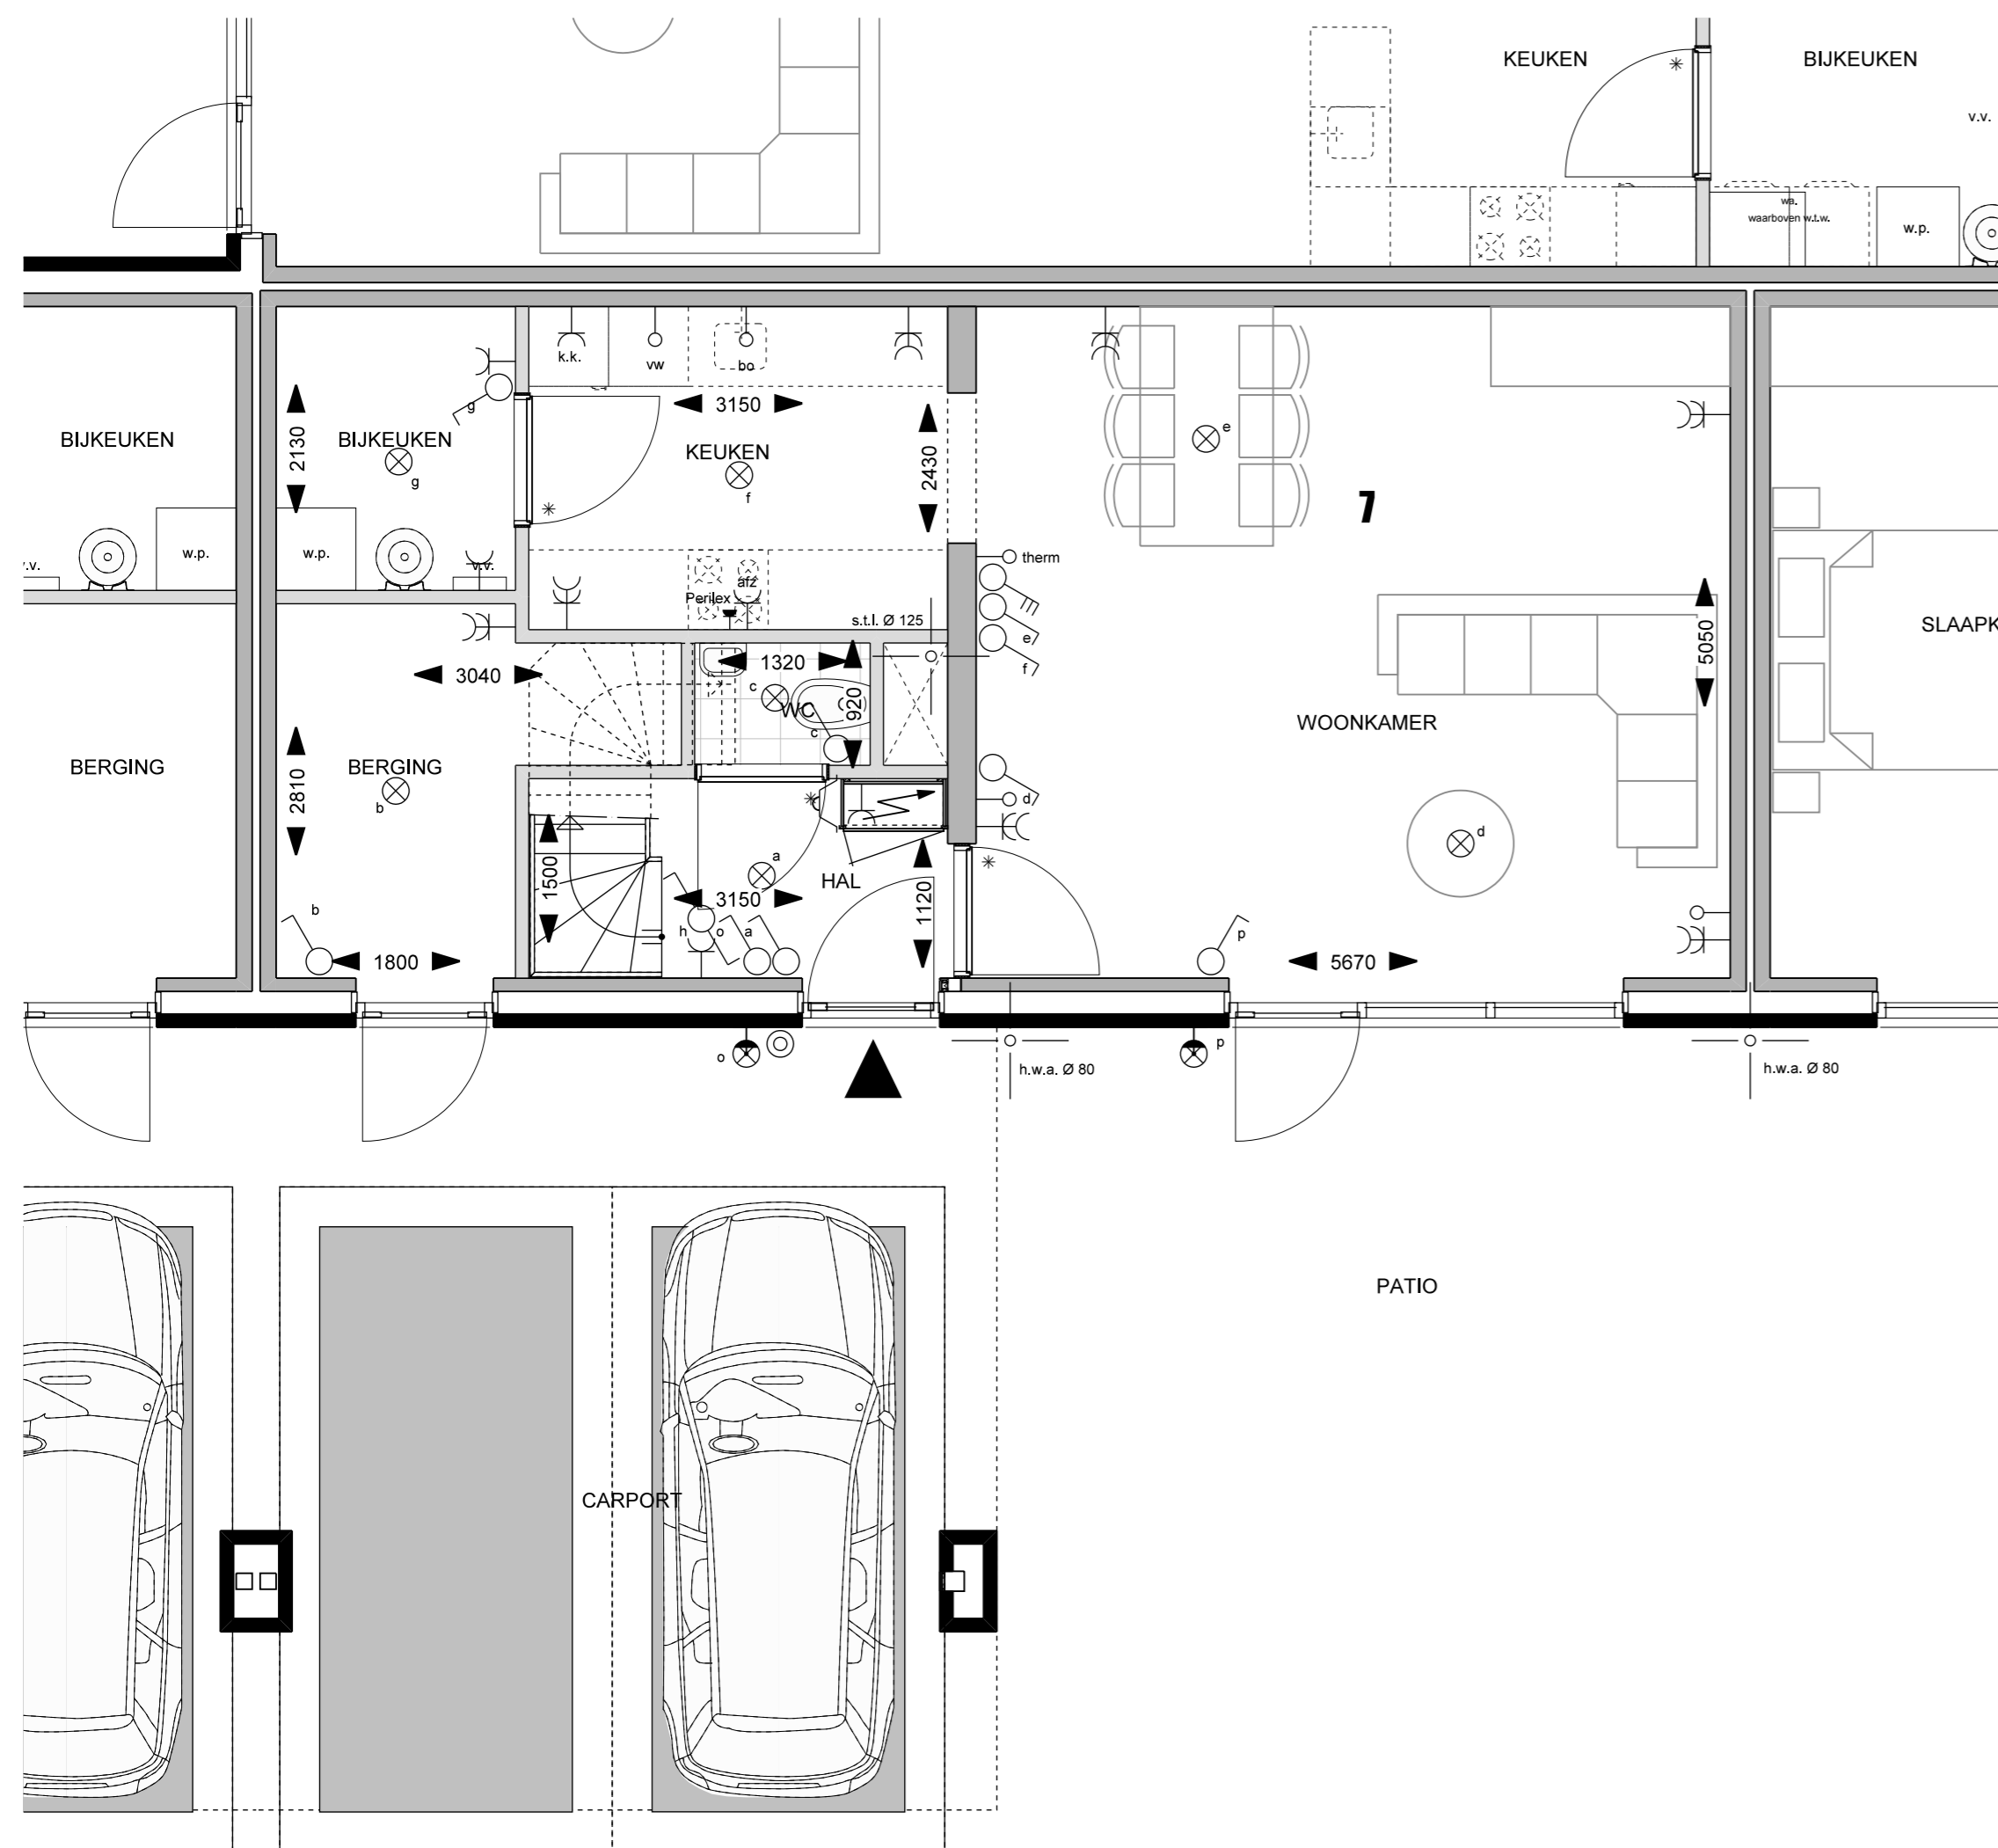 KEUKEN
BIJKEUKEN
v.v.
wa.
waarboven w.t.w.
w.p.
k.k.
vw
bo
g
3150
BIJKEUKEN
2130
BIJKEUKEN
g
KEUKEN
f
2430
e
7
v.v.
w.p.
w.p.
v.v.
therm
afz
Perilex
s.t.l. Ø 125
e
f
5050
SLAAPK
3040
1320
c
WC
920
c
WOONKAMER
BERGING
2810
BERGING
b
d
d
1500
a
HAL
3150
1120
b
h
o
a
p
1800
5670
o
p
h.w.a. Ø 80
h.w.a. Ø 80
PATIO
CARPORT